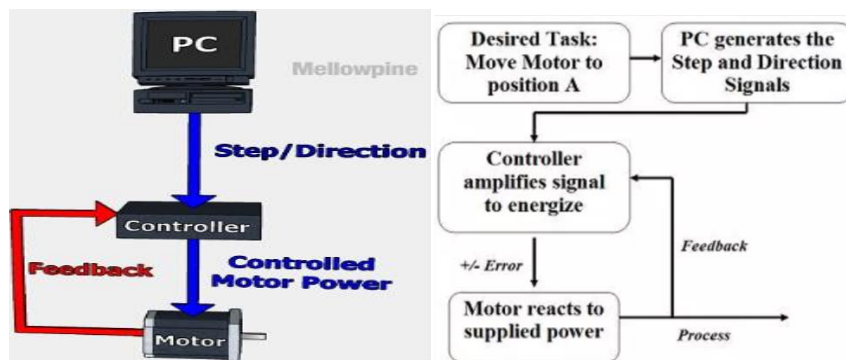 PC
Mellowpine
Step/Direction
Controller
Feedback
Controlled
Motor Power
Motor
Desired Task:
Move Motor to
position A
PC generates the
Step and Direction
Signals
Controller
amplifies signal
to energize
+/- Error
Feedback
Motor reacts to
supplied power
Process